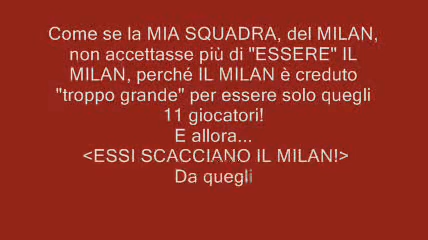 Come se la MIA SQUADRA, del MILAN,
non accettasse più di "ESSERE" IL
MILAN, perché IL MILAN è creduto
"troppo grande" per essere solo quegli
11 giocatori!
E allora...
<ESSI SCACCIANO IL MILAN!>
Da quegli